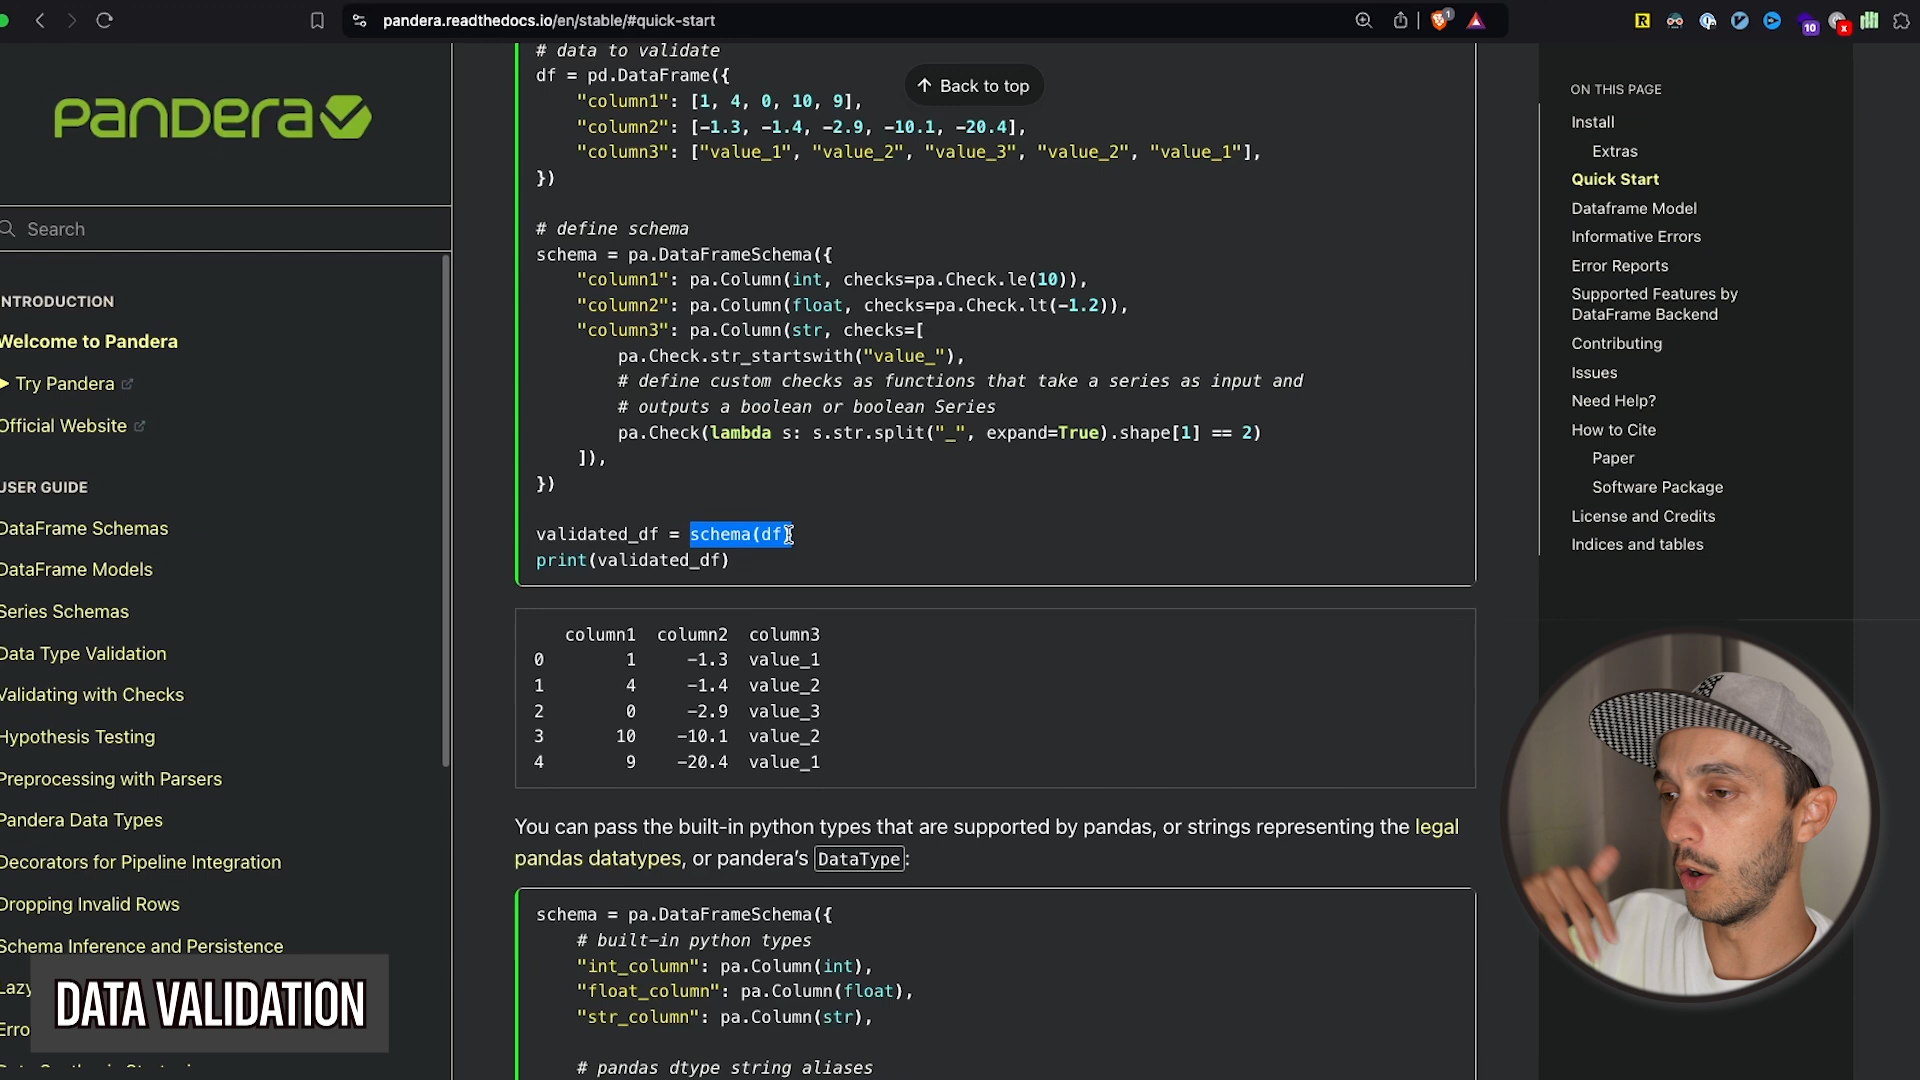 pandera.readthedocs.io/en/stable/#quick-start
1
10
x
panDera
Search
NTRODUCTION
Welcome to Pandera
Try Pandera
Official Website
USER GUIDE
DataFrame Schemas
DataFrame Models
Series Schemas
Data Type Validation
Validating with Checks
Hypothesis Testing
Preprocessing with Parsers
Pandera Data Types
Decorators for Pipeline Integration
Dropping Invalid Rows
Schema Inference and Persistence
Lazy
Erro
DATA VALIDATION
# data to validate
df = pd.DataFrame({
"column1": [1, 4, 0, 10, 9],
"column2": [-1.3, -1.4, -2.9, -10.1, -20.4],
"column3": ["value_1", "value_2", "value_3", "value_2", "value_1"],
})
Back to top
# define schema
schema = pa.DataFrameSchema({
"column1": pa.Column(int, checks=pa.Check.le(10)),
"column2": pa.Column(float, checks=pa.Check.lt(-1.2)),
"column3": pa.Column(str, checks=[
pa.Check.str_startswith("value_"),
# define custom checks as functions that take a series as input and
# outputs a boolean or boolean Series
pa.Check(lambda s: s.str.split("_", expand=True).shape[1] == 2)
]),
})
validated_df = schema(df)
print(validated_df)
column1 column2 column3
0 1 -1.3 value_1
1 4 -1.4 value_2
2 0 -2.9 value_3
3 10 -10.1 value_2
4 9 -20.4 value_1
You can pass the built-in python types that are supported by pandas, or strings representing the legal
pandas datatypes, or pandera's DataType:
schema = pa.DataFrameSchema({
# built-in python types
"int_column": pa.Column(int),
"float_column": pa.Column(float),
"str_column": pa.Column(str),
# pandas dtype string aliases
ON THIS PAGE
Install
Extras
Quick Start
Dataframe Model
Informative Errors
Error Reports
Supported Features by
DataFrame Backend
Contributing
Issues
Need Help?
How to Cite
Paper
Software Package
License and Credits
Indices and tables